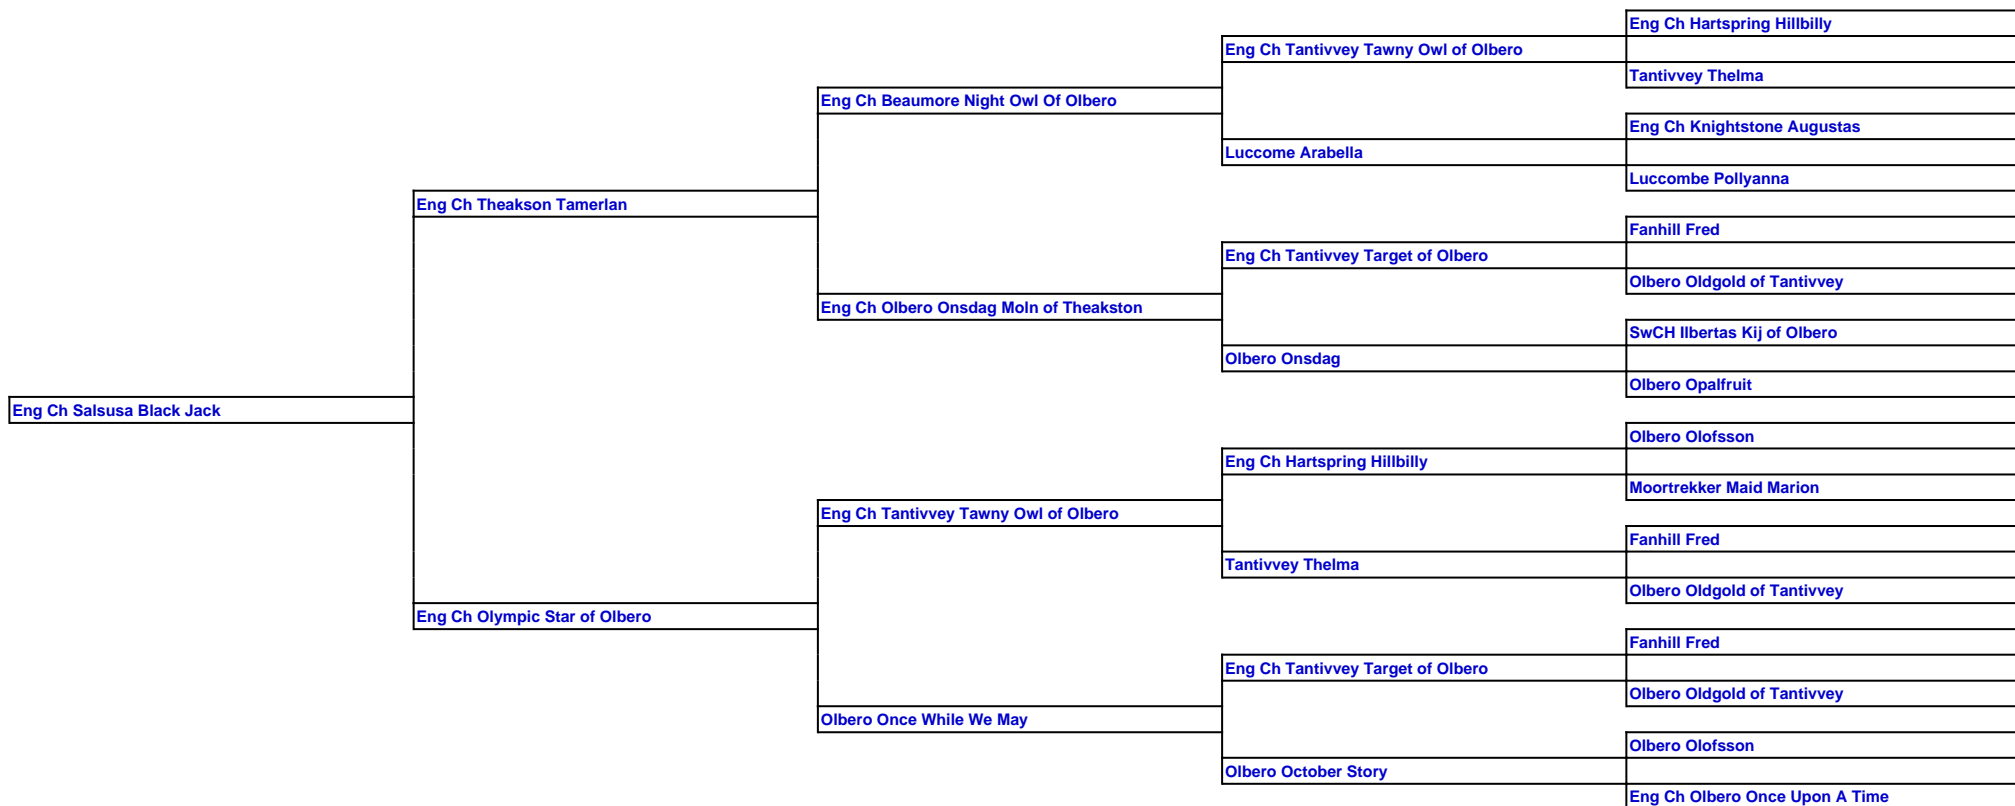 Eng Ch Hartspring Hillbilly
Eng Ch Tantivvey Tawny Owl of Olbero
Tantivvey Thelma
Eng Ch Beaumore Night Owl Of Olbero
Eng Ch Knightstone Augustas
Luccome Arabella
Luccombe Pollyanna
Eng Ch Theakson Tamerlan
Fanhill Fred
Eng Ch Tantivvey Target of Olbero
Olbero Oldgold of Tantivvey
Eng Ch Olbero Onsdag Moln of Theakston
SwCH Ilbertas Kij of Olbero
Olbero Onsdag
Olbero Opalfruit
Eng Ch Salsusa Black Jack
Olbero Olofsson
Eng Ch Hartspring Hillbilly
Moortrekker Maid Marion
Eng Ch Tantivvey Tawny Owl of Olbero
Fanhill Fred
Tantivvey Thelma
Olbero Oldgold of Tantivvey
Eng Ch Olympic Star of Olbero
Fanhill Fred
Eng Ch Tantivvey Target of Olbero
Olbero Oldgold of Tantivvey
Olbero Once While We May
Olbero Olofsson
Olbero October Story
Eng Ch Olbero Once Upon A Time